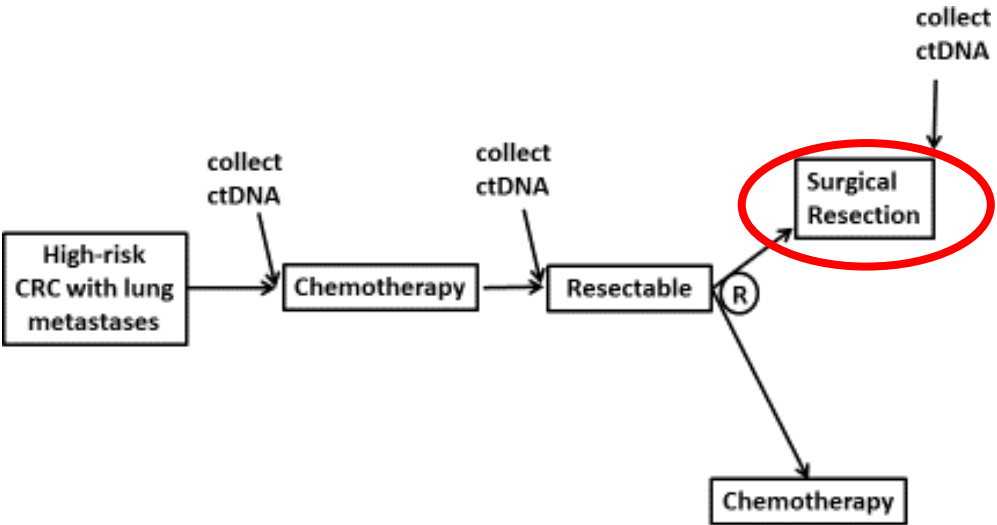 collect
ctDNA
collect
ctDNA
collect
ctDNA
Surgical
Resection
High-risk
CRC with lung
metastases
Chemotherapy
Resectable
R
Chemotherapy